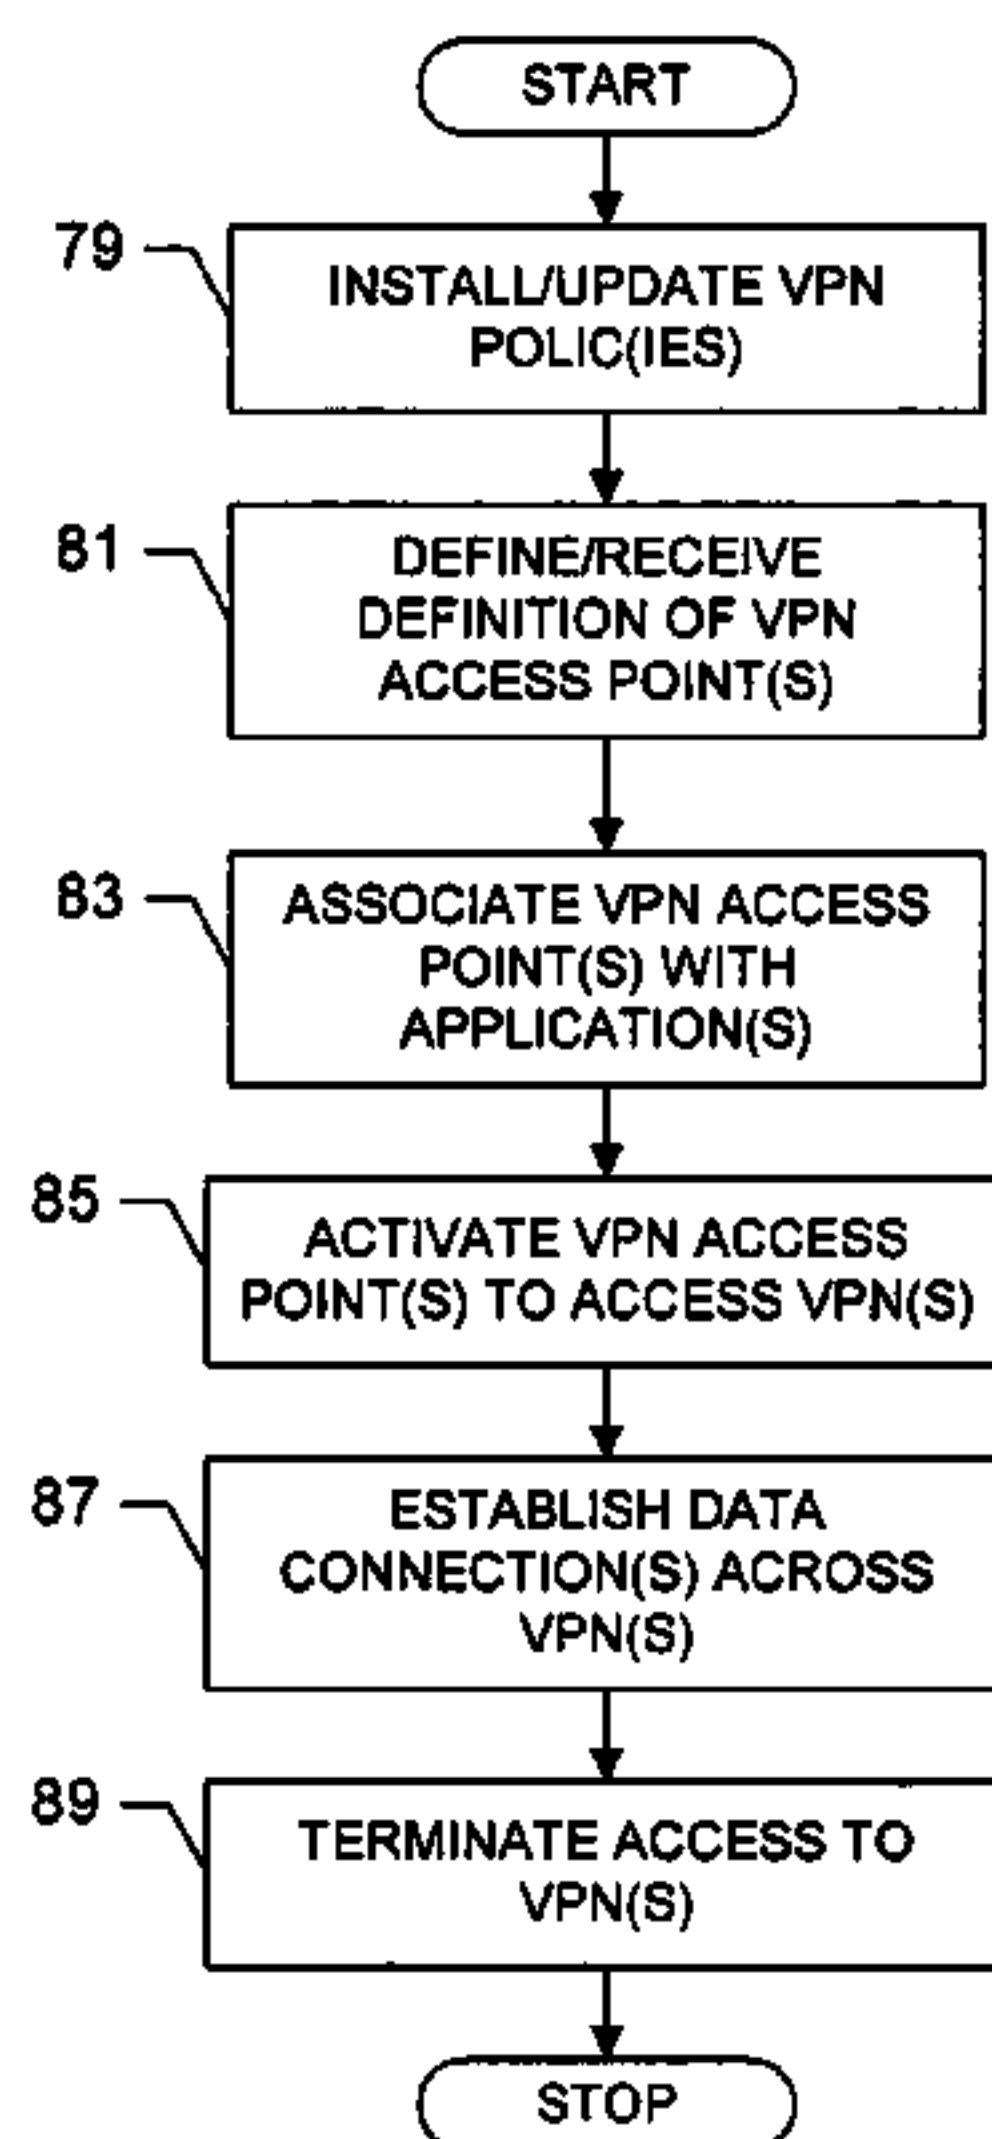 START
79
INSTALL/UPDATE VPN
POLIC(IES)
81
DEFINE/RECEIVE
DEFINITION OF VPN
ACCESS POINT(S)
83
ASSOCIATE VPN ACCESS
POINT(S) WITH
APPLICATION(S)
85
ACTIVATE VPN ACCESS
POINT(S) TO ACCESS VPN(S)
87
ESTABLISH DATA
CONNECTION(S) ACROSS
VPN(S)
89
TERMINATE ACCESS TO
VPN(S)
STOP